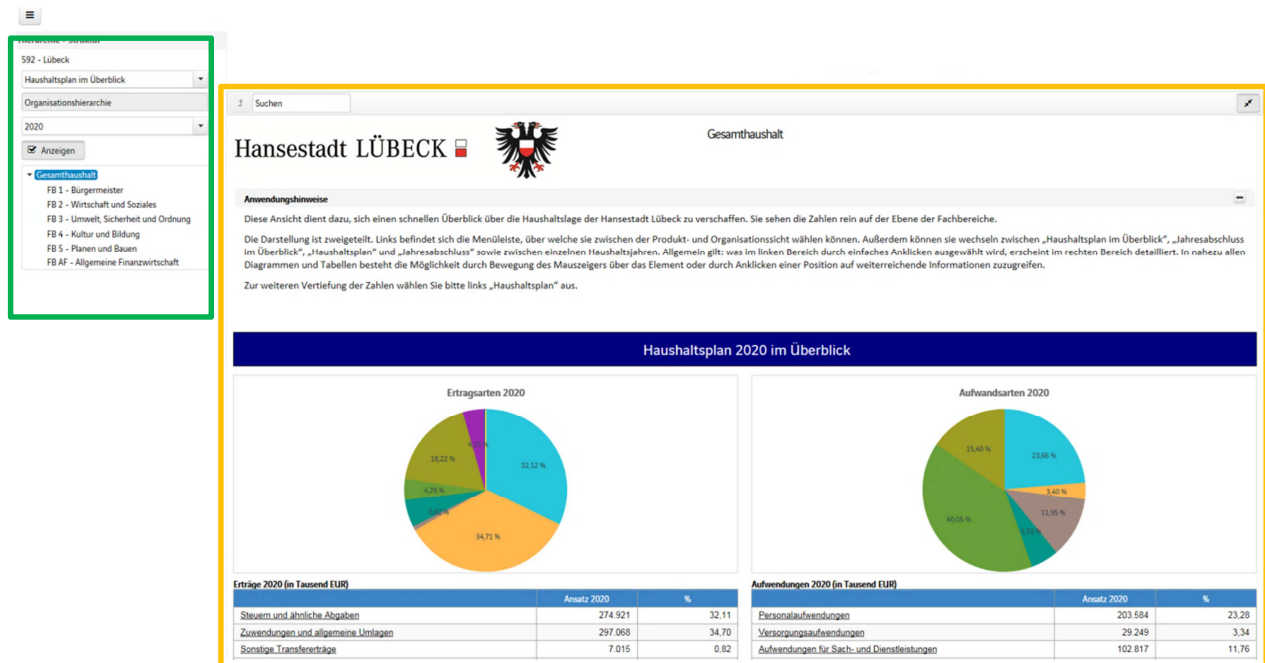 592 - Lübeck
Haushaltsplan im Überblick
Organisationshierarchie
2020
Anzeigen
Gesamthaushalt
FB 1 - Bürgermeister
FB 2 - Wirtschaft und Soziales
FB 3 - Umwelt, Sicherheit und Ordnung
FB 4 - Kultur und Bildung
FB 5 - Planen und Bauen
FB AF - Allgemeine Finanzwirtschaft
Suchen
Hansestadt LÜBECK
Gesamthaushalt
Anwendungshinweise
Diese Ansicht dient dazu, sich einen schnellen Überblick über die Haushaltslage der Hansestadt Lübeck zu verschaffen. Sie sehen die Zahlen rein auf der Ebene der Fachbereiche.
Die Darstellung ist zweigeteilt. Links befindet sich die Menüleiste, über welche sie zwischen der Produkt- und Organisationssicht wählen können. Außerdem können sie wechseln zwischen „Haushaltsplan im Überblick“, „Jahresabschluss
im Überblick“, „Haushaltsplan“ und „Jahresabschluss“ sowie zwischen einzelnen Haushaltsjahren. Allgemein gilt: was im linken Bereich durch einfaches Anklicken ausgewählt wird, erscheint im rechten Bereich detailliert. In nahezu allen
Diagrammen und Tabellen besteht die Möglichkeit durch Bewegung des Mauszeigers über das Element oder durch Anklicken einer Position auf weiterreichende Informationen zuzugreifen.
Zur weiteren Vertiefung der Zahlen wählen Sie bitte links „Haushaltsplan“ aus.
Haushaltsplan 2020 im Überblick
Ertragsarten 2020
18,22 %
32,12 %
4,26 %
34,71 %
Aufwandsarten 2020
15,40 %
23,66 %
3,40 %
11,95 %
40,05 %
Erträge 2020 (in Tausend EUR)
Ansatz 2020 %
Steuern und ähnliche Abgaben 274.921 32,11
Zuwendungen und allgemeine Umlagen 297.068 34,70
Sonstige Transfererträge 7.015 0,82
Aufwendungen 2020 (in Tausend EUR)
Ansatz 2020 %
Personalaufwendungen 203.584 23,28
Versorgungsaufwendungen 29.249 3,34
Aufwendungen für Sach- und Dienstleistungen 102.817 11,76